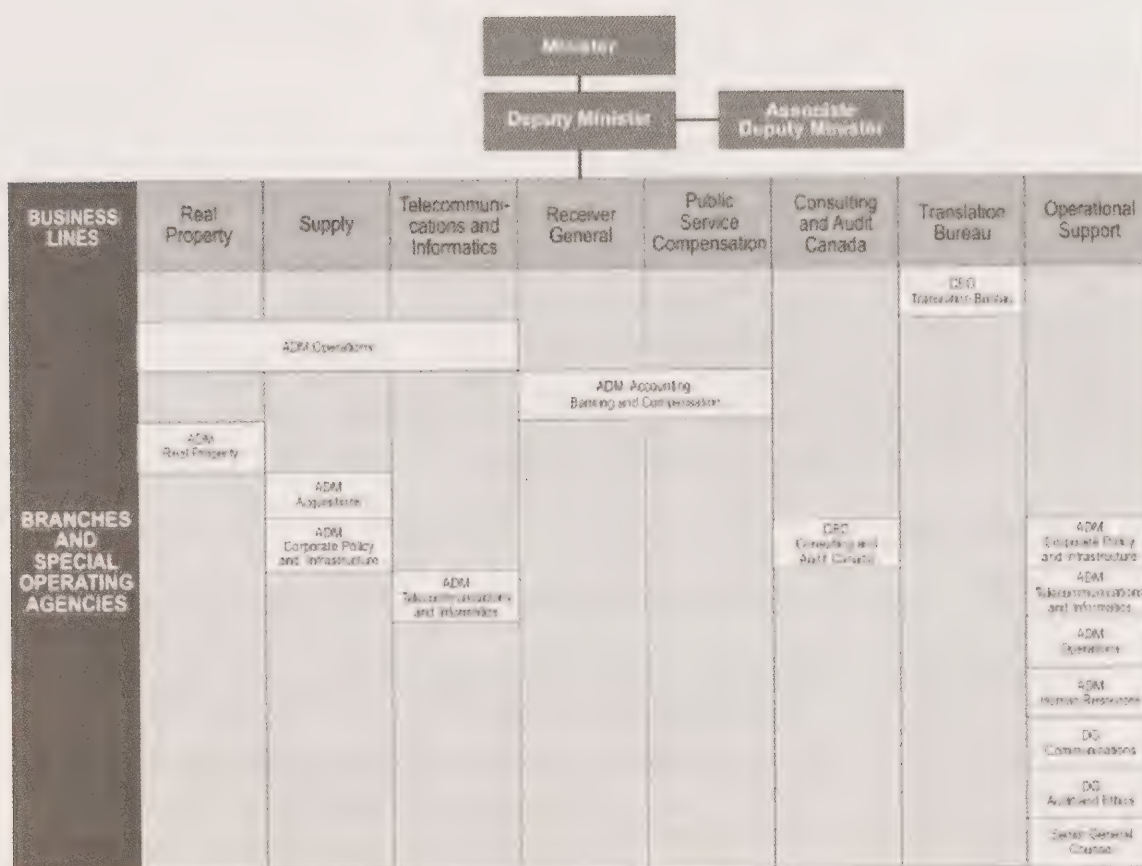 Minister
Deputy Minister
Associate
Deputy Minister
BUSINESS
LINES
Real
Property
Supply
Telecommuni-
cations and
Informatics
Receiver
General
Public
Service
Compensation
Consulting
and Audit
Canada
Translation
Bureau
Operational
Support
CEO
Translation Bureau
ADM Operations
ADM Accounting
Banking and Compensation
ADM
Real Property
ADM
Acquisitions
BRANCHES
AND
SPECIAL
OPERATING
AGENCIES
ADM
Corporate Policy
and Infrastructure
CEO
Consulting and
Audit Canada
ADM
Corporate Policy
and Infrastructure
ADM
Telecommunications
and Informatics
ADM
Telecommunications
and Informatics
ADM
Operations
ADM
Human Resources
DG
Communications
DG
Audit and Ethics
Senior General
Counsel